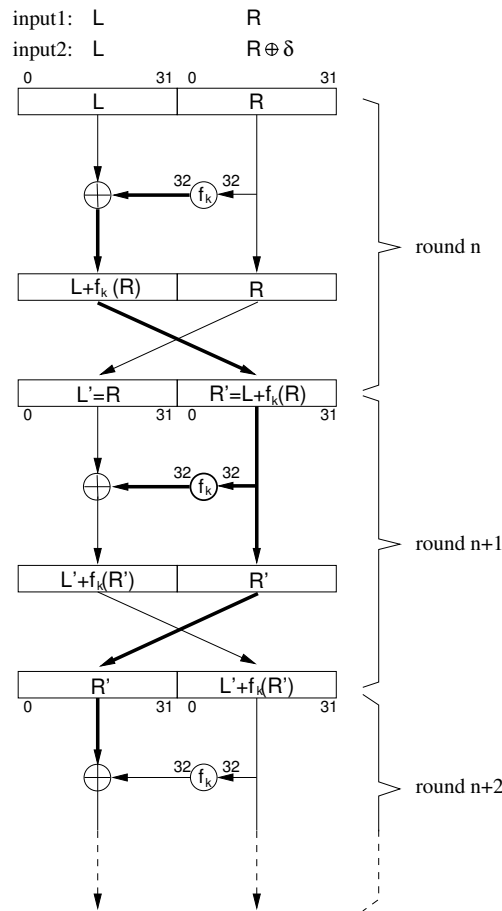 input1: L R
input2: L R⊕δ
0 31 0 31
L R
32 f_k 32
round n
L+f_k(R) R
L'=R R'=L+f_k(R)
0 31 0 31
32 f_k 32
round n+1
L'+f_k(R') R'
R' L'+f_k(R')
0 31 0 31
32 f_k 32
round n+2